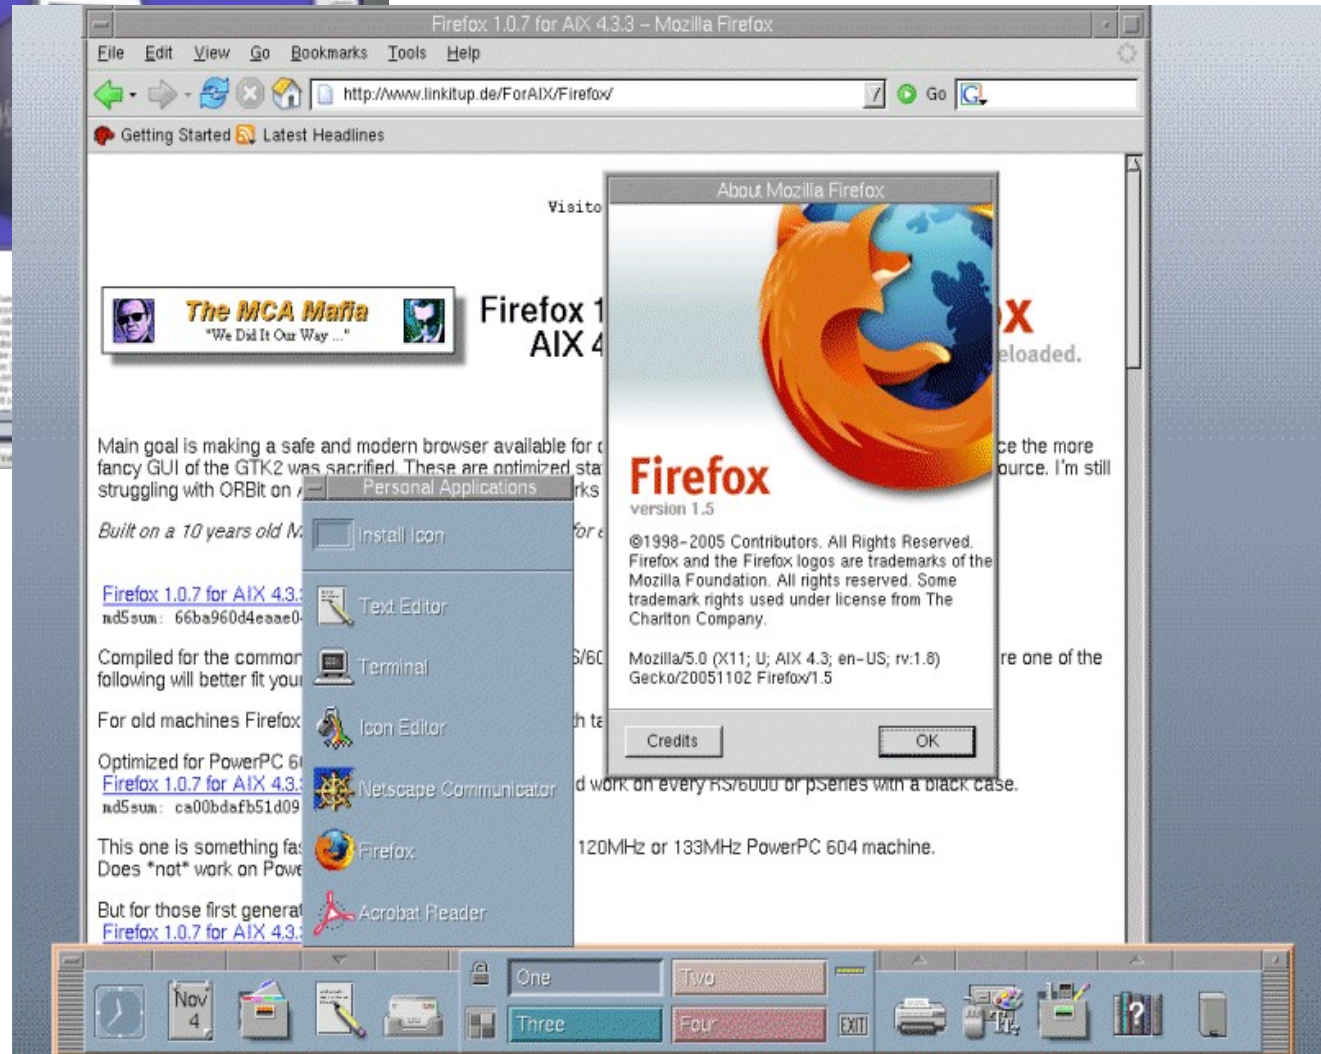 Firefox 1.0.7 for AIX 4.3.3 – Mozilla Firefox
File Edit View Go Bookmarks Tools Help
http://www.linkitup.de/ForAIX/Firefox/
Go
Getting Started
Latest Headlines
Visito
The MCA Mafia
"We Did It Our Way ..."
Firefox 1
AIX 4
x
eloaded.
Main goal is making a safe and modern browser available for
ce the more
fancy GUI of the GTK2 was sacrified. These are optimized sta
ource. I'm still
struggling with ORBit on
rks
Built on a 10 years old
for
Firefox 1.0.7 for AIX 4.3.
md5sum: 66ba960d4eaae0
Compiled for the common
S/60
re one of the
following will better fit your
For old machines Firefox
h te
Optimized for PowerPC 6
Firefox 1.0.7 for AIX 4.3.
d work on every RS/6000 or pSeries with a black case.
md5sum: ca00bdafb51d09
This one is something fas
120MHz or 133MHz PowerPC 604 machine.
Does *not* work on Powe
But for those first generat
Firefox 1.0.7 for AIX 4.3.
About Mozilla Firefox
Firefox
version 1.5
©1998–2005 Contributors. All Rights Reserved.
Firefox and the Firefox logos are trademarks of the
Mozilla Foundation. All rights reserved. Some
trademark rights used under license from The
Charlton Company.
Mozilla/5.0 (X11; U; AIX 4.3; en–US; rv:1.8)
Gecko/20051102 Firefox/1.5
Credits
OK
Personal Applications
Install Icon
Text Editor
Terminal
Icon Editor
Netscape Communicator
Firefox
Acrobat Reader
Nov
4
One
Two
Three
Four
EXIT